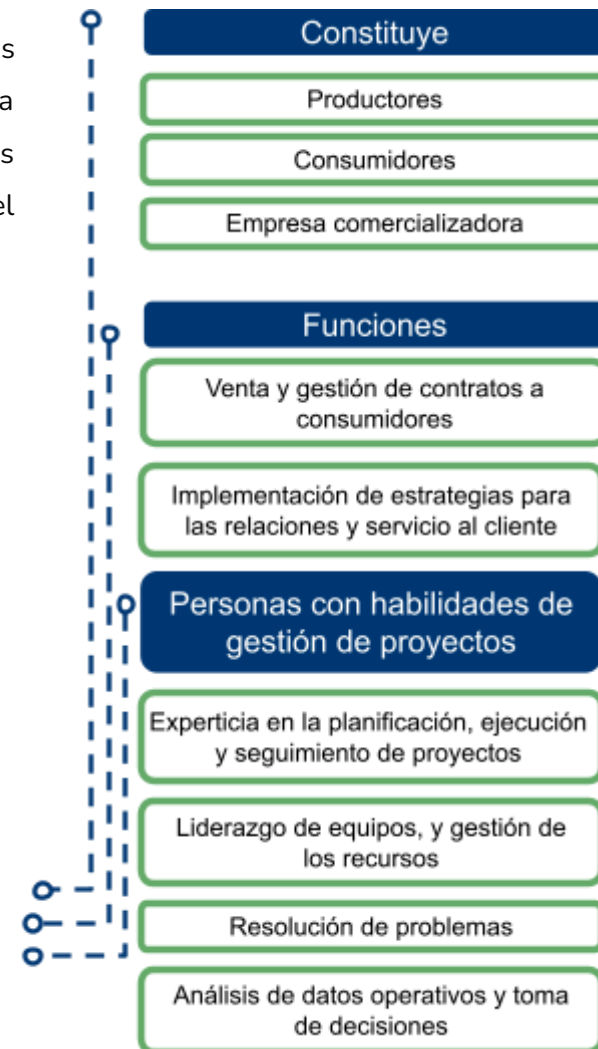 s
a
s
el
Constituye
Productores
Consumidores
Empresa comercializadora
Funciones
Venta y gestión de contratos a
consumidores
Implementación de estrategias para
las relaciones y servicio al cliente
Personas con habilidades de
gestión de proyectos
Experticia en la planificación, ejecución
y seguimiento de proyectos
Liderazgo de equipos, y gestión de
los recursos
Resolución de problemas
Análisis de datos operativos y toma
de decisiones